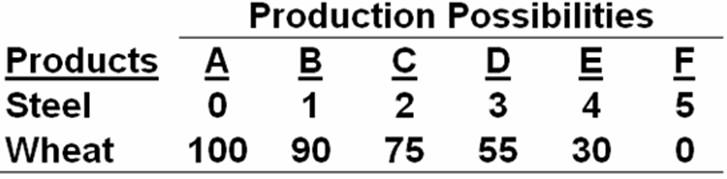 Production Possibilities
Products A B C D E F
Steel 0 1 2 3 4 5
Wheat 100 90 75 55 30 0